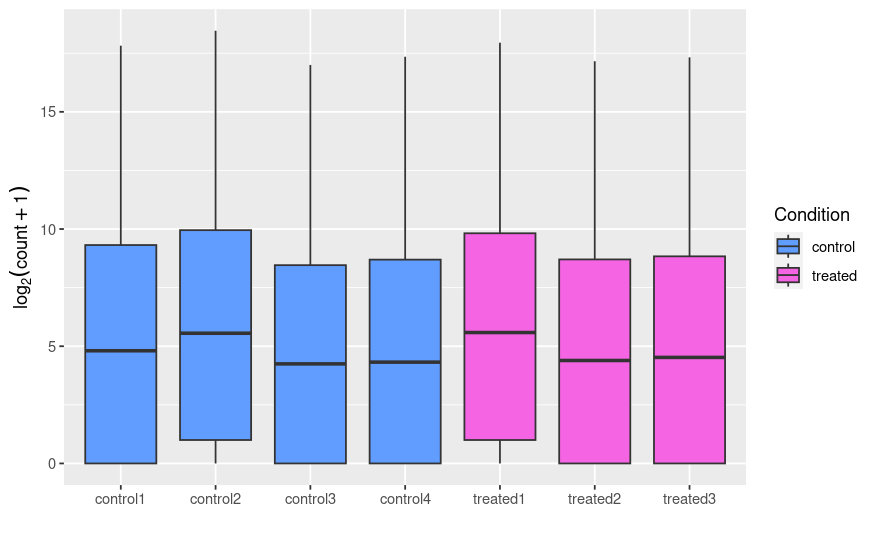 15
10
5
0
log₂(count + 1)
control1 control2 control3 control4 treated1 treated2 treated3
Condition
control
treated